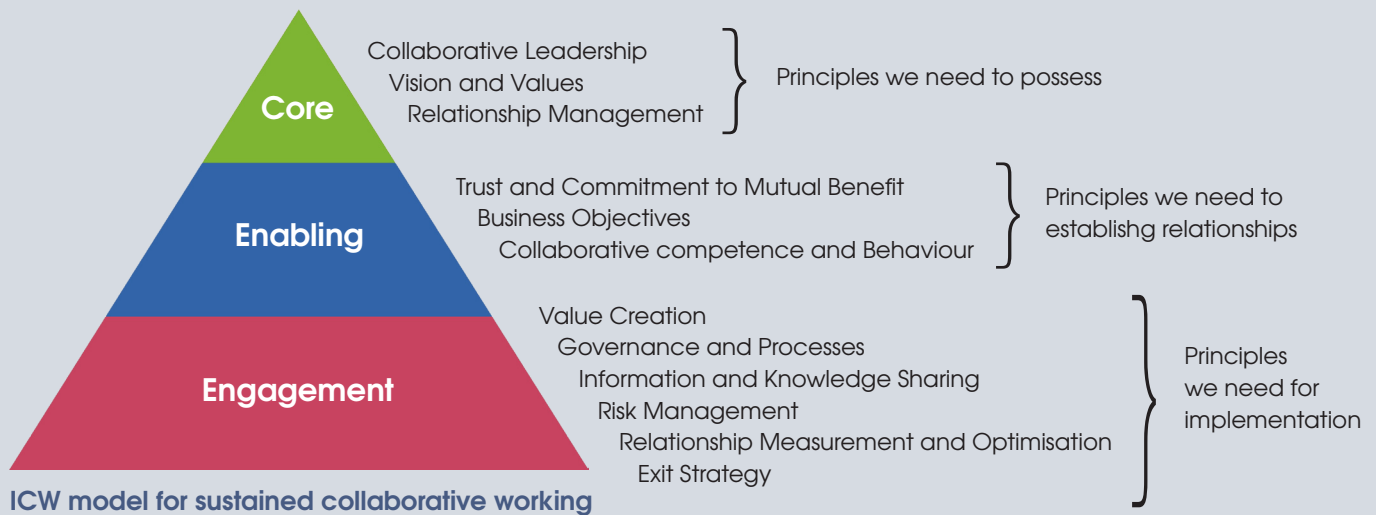 Core
Collaborative Leadership
Vision and Values
Relationship Management
Principles we need to possess
Enabling
Trust and Commitment to Mutual Benefit
Business Objectives
Collaborative competence and Behaviour
Principles we need to
establishg relationships
Engagement
Value Creation
Governance and Processes
Information and Knowledge Sharing
Risk Management
Relationship Measurement and Optimisation
Exit Strategy
Principles
we need for
implementation
ICW model for sustained collaborative working